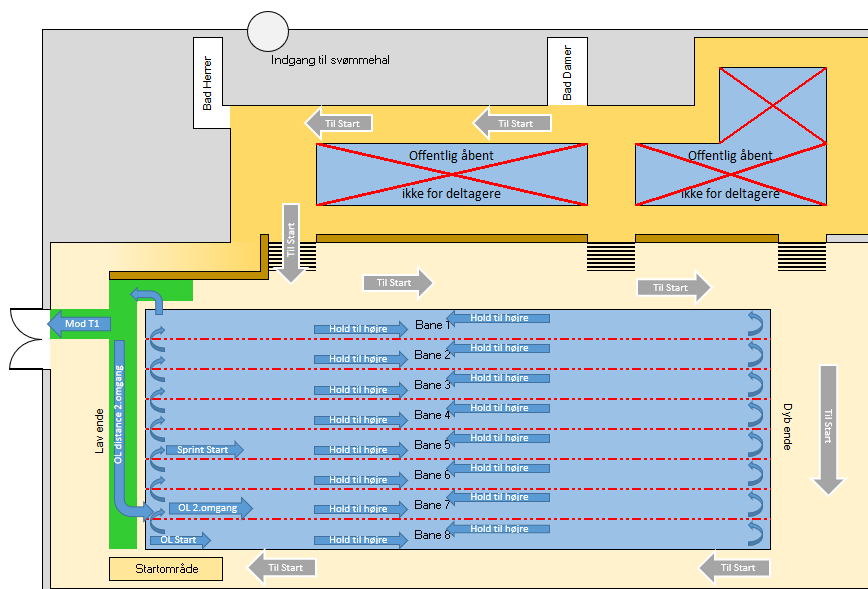 Indgang til svømmehal
Bad Herrer
Bad Damer
Til Start
Til Start
Offentlig åbent
ikke for deltagere
Offentlig åbent
ikke for deltagere
Til Start
Til Start
Til Start
Mod T1
OL distance 2.omgang
Lav ende
Hold til højre
Bane 1
Hold til højre
Hold til højre
Bane 2
Hold til højre
Hold til højre
Bane 3
Hold til højre
Hold til højre
Bane 4
Hold til højre
Sprint Start
Hold til højre
Bane 5
Hold til højre
Hold til højre
Bane 6
Hold til højre
OL 2.omgang
Hold til højre
Bane 7
Hold til højre
OL Start
Hold til højre
Bane 8
Hold til højre
Dyb ende
Til Start
Startområde
Til Start
Til Start